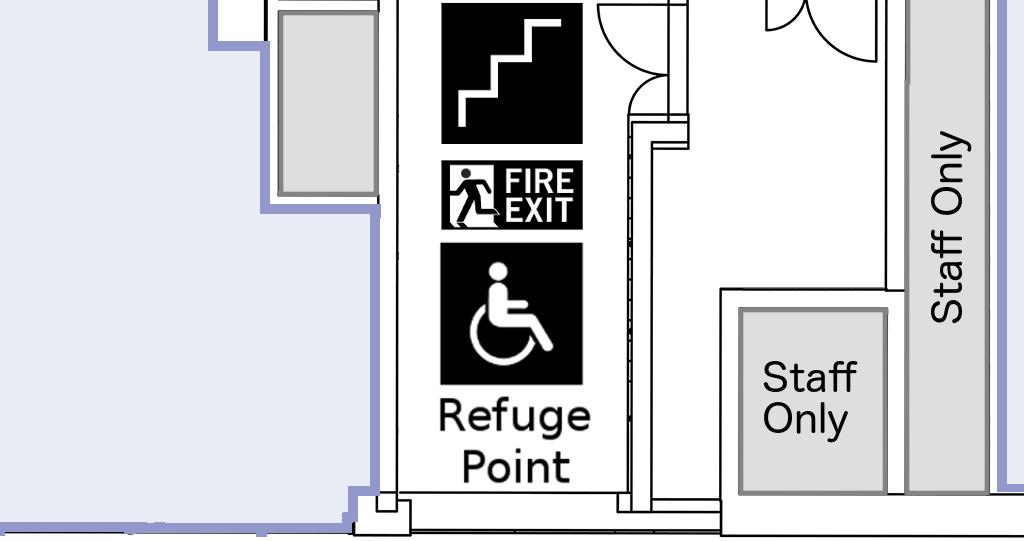 FIRE
EXIT
Refuge
Point
Staff
Only
Staff Only